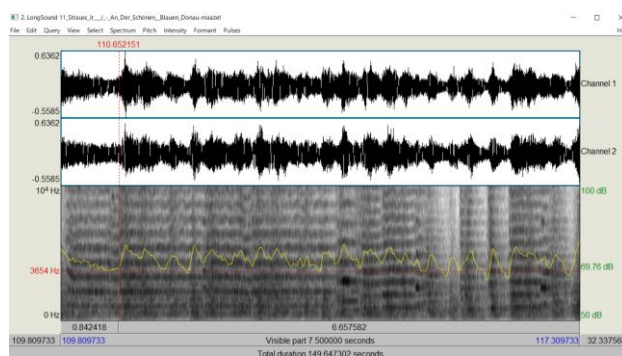 2. LongSound 11_Strauss_Jr__J_-_An_Der_Schönen,_Blauen_Donau-maazel
File Edit Query View Select Spectrum Pitch Intensity Formant Pulses
110.652151
0.6362
Channel 1
-0.5585
0.6362
Channel 2
-0.5585
10⁴ Hz
100 dB
3654 Hz
69.76 dB
0 Hz
50 dB
0.842418 6.657582
109.809733 109.809733 Visible part 7.500000 seconds 117.309733 32.33756
Total duration 149.647302 seconds